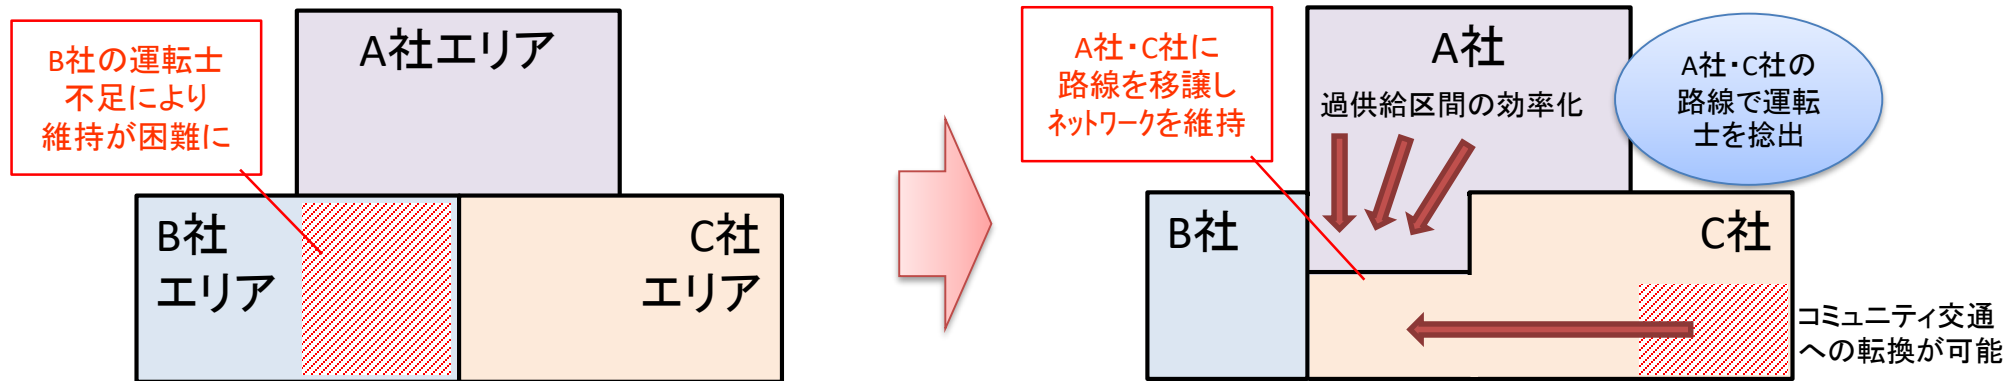 B社の運転士
不足により
維持が困難に
A社エリア
B社
エリア
C社
エリア
A社・C社に
路線を移譲し
ネットワークを維持
A社
過供給区間の効率化
A社・C社の
路線で運転
士を捻出
B社
C社
コミュニティ交通
への転換が可能